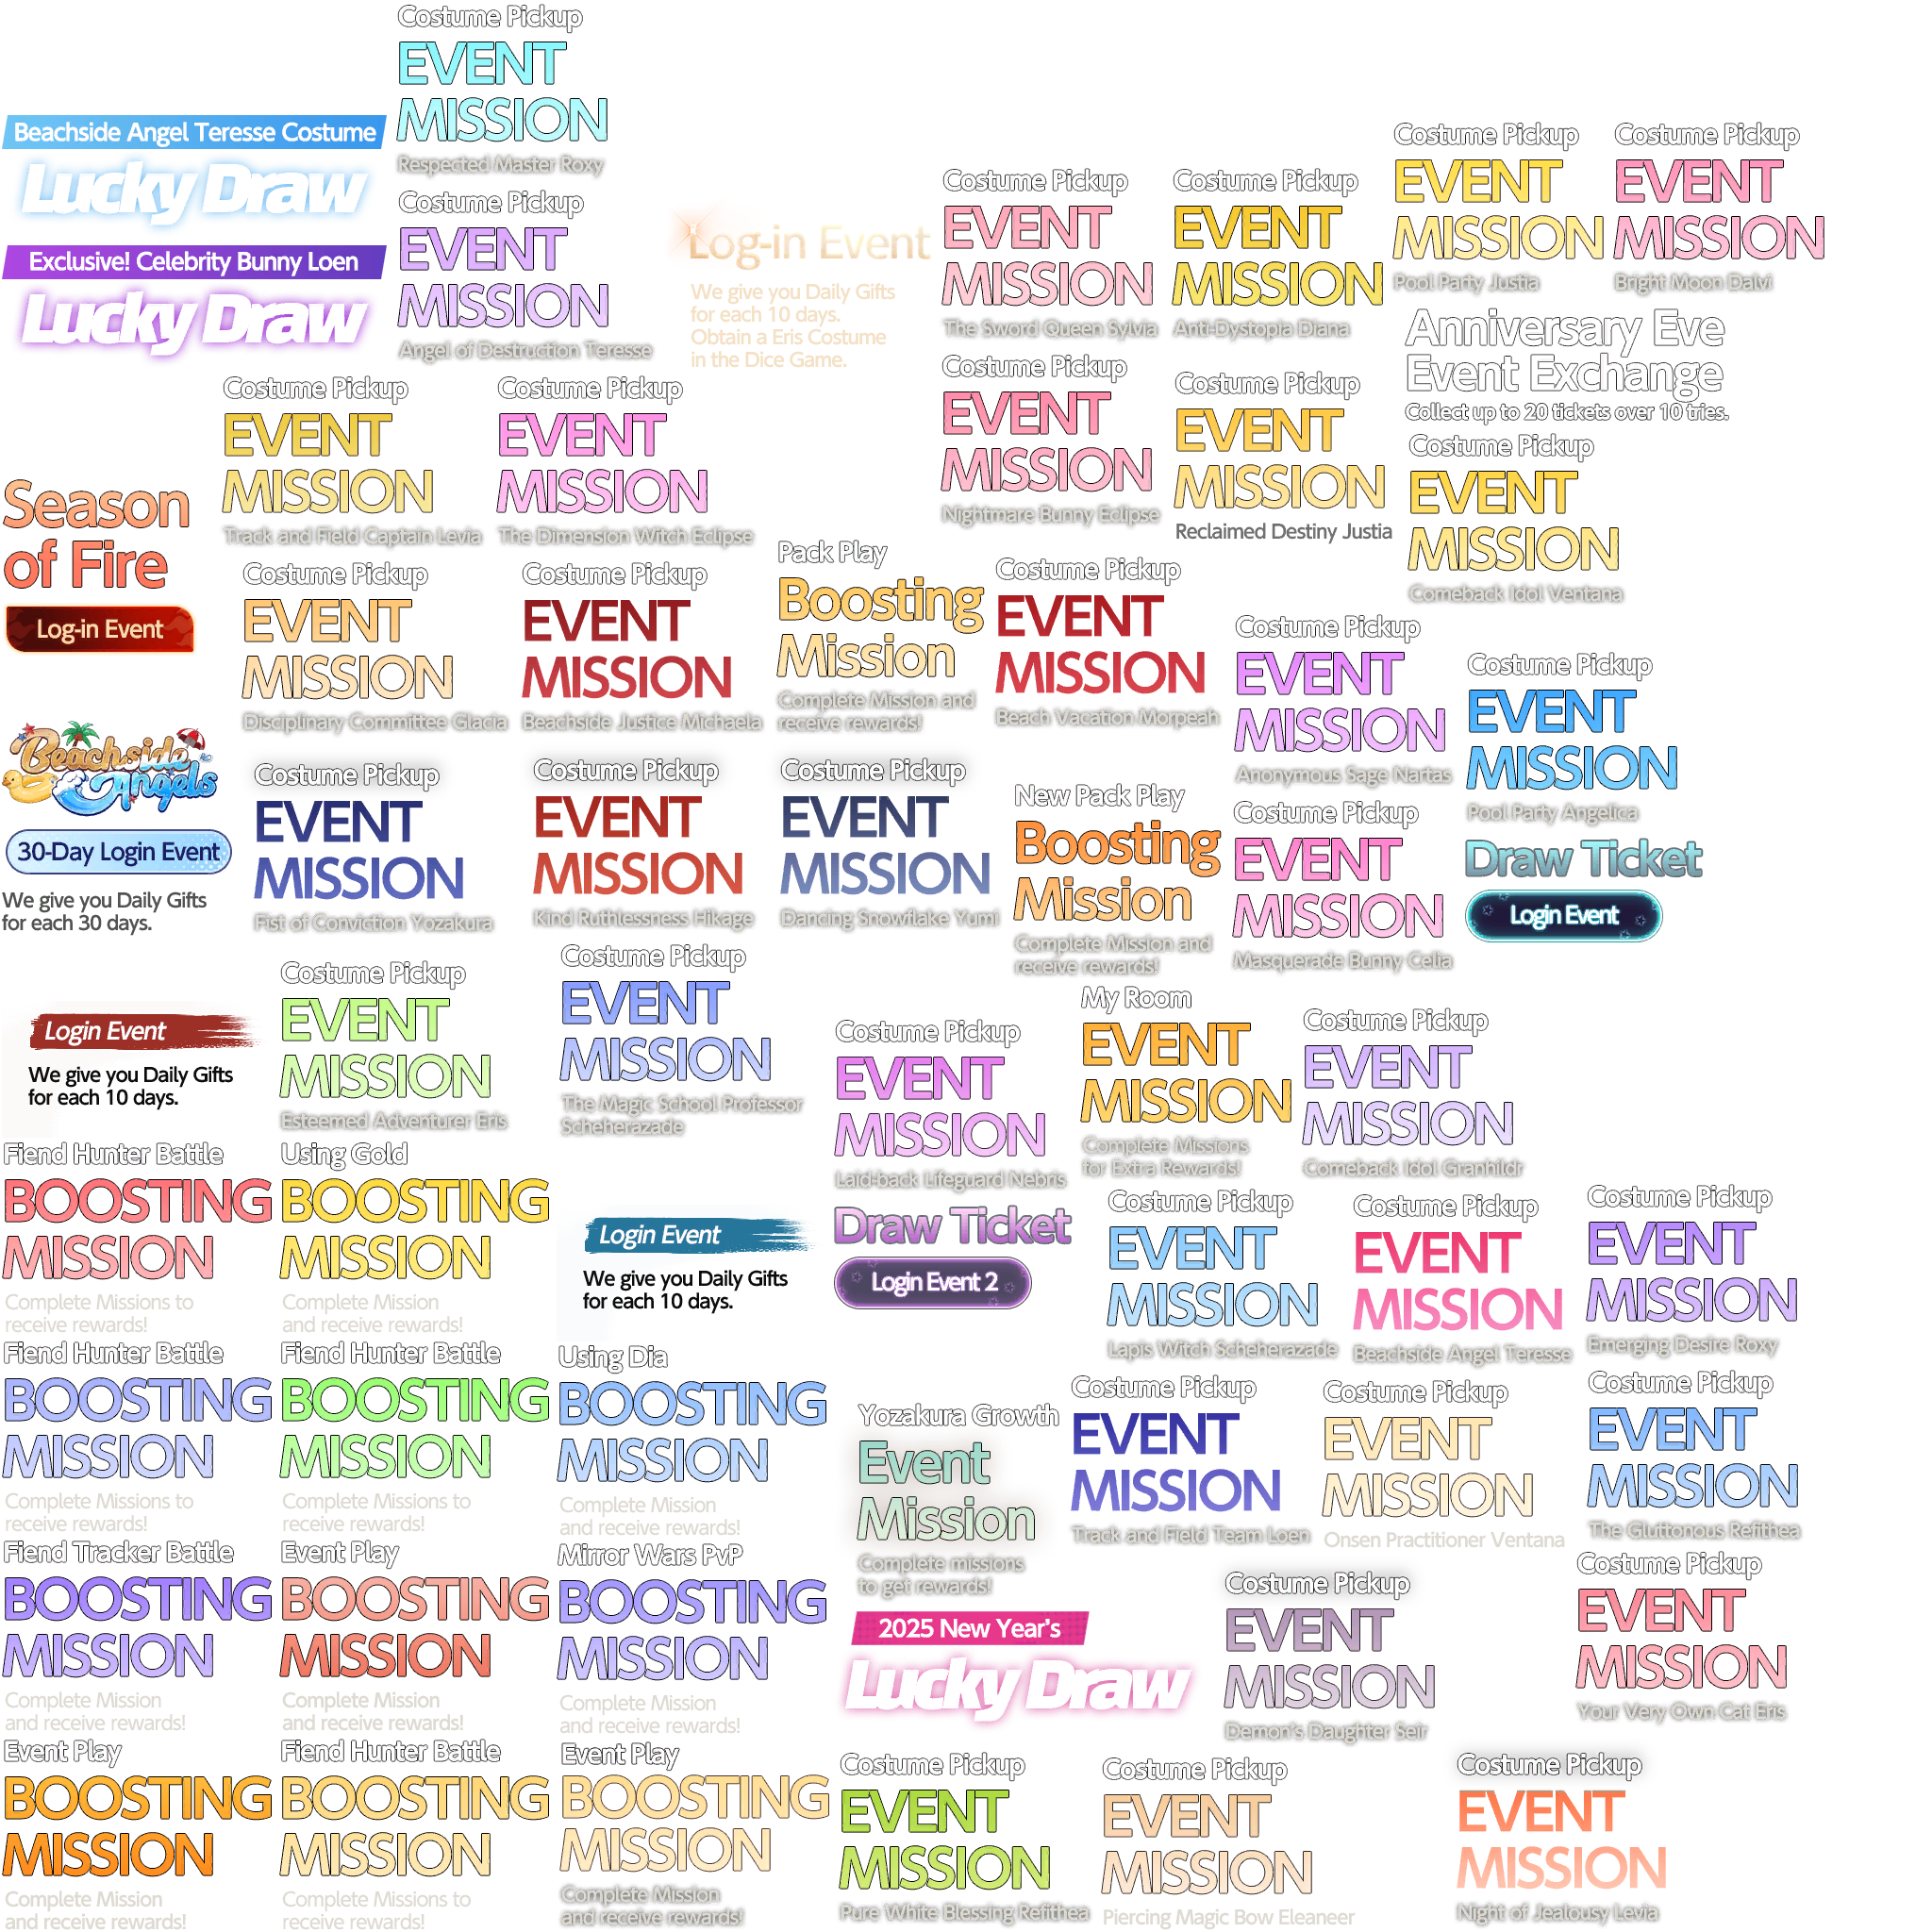 Costume Pickup
EVENT
MISSION
Respected Master Roxy
Beachside Angel Teresse Costume
Lucky Draw
Exclusive! Celebrity Bunny Loen
Lucky Draw
Costume Pickup
EVENT
MISSION
Angel of Destruction Teresse
Log-in Event
We give you Daily Gifts
for each 10 days.
Obtain a Eris Costume
in the Dice Game.
Costume Pickup
EVENT
MISSION
The Sword Queen Sylvia
Costume Pickup
EVENT
MISSION
Anti-Dystopia Diana
Costume Pickup
EVENT
MISSION
Pool Party Justia
Costume Pickup
EVENT
MISSION
Bright Moon Dalvi
Anniversary Eve
Event Exchange
Collect up to 20 tickets over 10 tries.
Season
of Fire
Log-in Event
Costume Pickup
EVENT
MISSION
Track and Field Captain Levia
Costume Pickup
EVENT
MISSION
The Dimension Witch Eclipse
Costume Pickup
EVENT
MISSION
Nightmare Bunny Eclipse
Costume Pickup
EVENT
MISSION
Reclaimed Destiny Justia
Costume Pickup
EVENT
MISSION
Comeback Idol Ventana
Costume Pickup
EVENT
MISSION
Disciplinary Committee Glacia
Costume Pickup
EVENT
MISSION
Beachside Justice Michaela
Pack Play
Boosting
Mission
Complete Mission and
receive rewards!
Costume Pickup
EVENT
MISSION
Beach Vacation Morpeah
Costume Pickup
EVENT
MISSION
Anonymous Sage Nartas
Costume Pickup
EVENT
MISSION
Pool Party Angelica
Beachside
Angels
30-Day Login Event
We give you Daily Gifts
for each 30 days.
Costume Pickup
EVENT
MISSION
Fist of Conviction Yozakura
Costume Pickup
EVENT
MISSION
Kind Ruthlessness Hikage
Costume Pickup
EVENT
MISSION
Dancing Snowflake Yumi
New Pack Play
Boosting
Mission
Complete Mission and
receive rewards!
Costume Pickup
EVENT
MISSION
Masquerade Bunny Celia
Draw Ticket
Login Event
Login Event
We give you Daily Gifts
for each 10 days.
Costume Pickup
EVENT
MISSION
Esteemed Adventurer Eris
Costume Pickup
EVENT
MISSION
The Magic School Professor
Scheherazade
Costume Pickup
EVENT
MISSION
Laid-back Lifeguard Nebris
My Room
EVENT
MISSION
Complete Missions
for Extra Rewards!
Costume Pickup
EVENT
MISSION
Comeback Idol Granhildr
Fiend Hunter Battle
BOOSTING
MISSION
Complete Missions to
receive rewards!
Using Gold
BOOSTING
MISSION
Complete Mission
and receive rewards!
Login Event
We give you Daily Gifts
for each 10 days.
Draw Ticket
Login Event 2
Costume Pickup
EVENT
MISSION
Lapis Witch Scheherazade
Costume Pickup
EVENT
MISSION
Beachside Angel Teresse
Costume Pickup
EVENT
MISSION
Emerging Desire Roxy
Fiend Hunter Battle
BOOSTING
MISSION
Complete Missions to
receive rewards!
Fiend Hunter Battle
BOOSTING
MISSION
Complete Missions to
receive rewards!
Using Dia
BOOSTING
MISSION
Complete Mission
and receive rewards!
Yozakura Growth
Event
Mission
Complete missions
to get rewards!
Costume Pickup
EVENT
MISSION
Track and Field Team Loen
Costume Pickup
EVENT
MISSION
Onsen Practitioner Ventana
Costume Pickup
EVENT
MISSION
The Gluttonous Refithea
Fiend Tracker Battle
BOOSTING
MISSION
Complete Mission
and receive rewards!
Event Play
BOOSTING
MISSION
Complete Mission
and receive rewards!
Mirror Wars PvP
BOOSTING
MISSION
Complete Mission
and receive rewards!
2025 New Year's
Lucky Draw
Costume Pickup
EVENT
MISSION
Demon's Daughter Seir
Costume Pickup
EVENT
MISSION
Your Very Own Cat Eris
Event Play
BOOSTING
MISSION
Complete Mission
and receive rewards!
Fiend Hunter Battle
BOOSTING
MISSION
Complete Missions to
receive rewards!
Event Play
BOOSTING
MISSION
Complete Mission
and receive rewards!
Costume Pickup
EVENT
MISSION
Pure White Blessing Refithea
Costume Pickup
EVENT
MISSION
Piercing Magic Bow Eleaneer
Costume Pickup
EVENT
MISSION
Night of Jealousy Levia